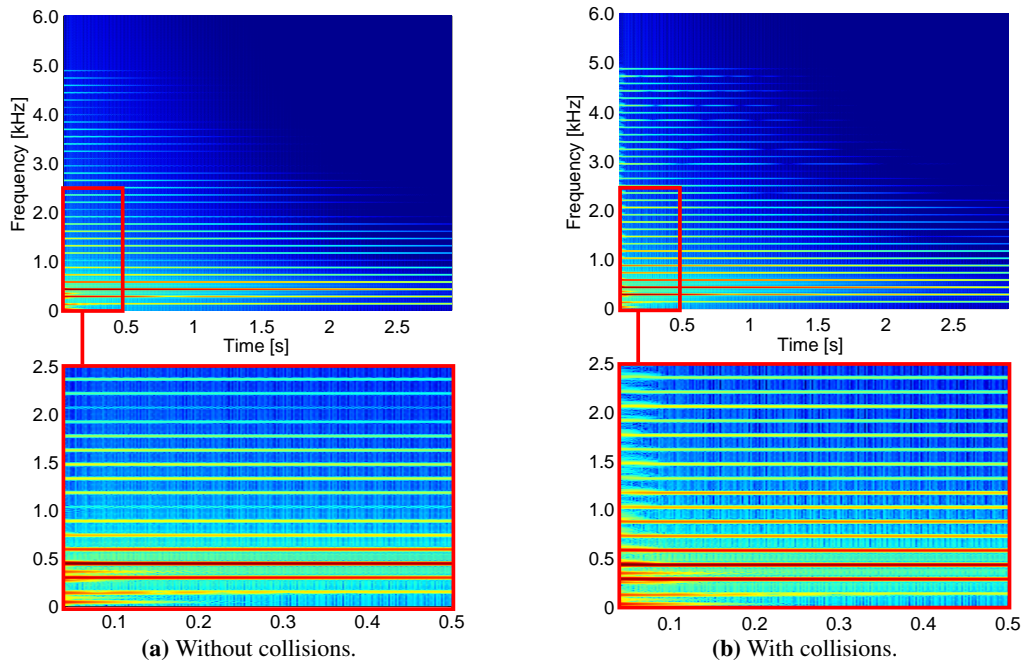 6.0
5.0
4.0
3.0
2.0
1.0
0
Frequency [kHz]
0.5 1 1.5 2 2.5
Time [s]
2.5
2.0
1.5
1.0
0.5
0
0.1 0.2 0.3 0.4 0.5
(a) Without collisions.
6.0
5.0
4.0
3.0
2.0
1.0
0
Frequency [kHz]
0.5 1 1.5 2 2.5
Time [s]
2.5
2.0
1.5
1.0
0.5
0
0.1 0.2 0.3 0.4 0.5
(b) With collisions.